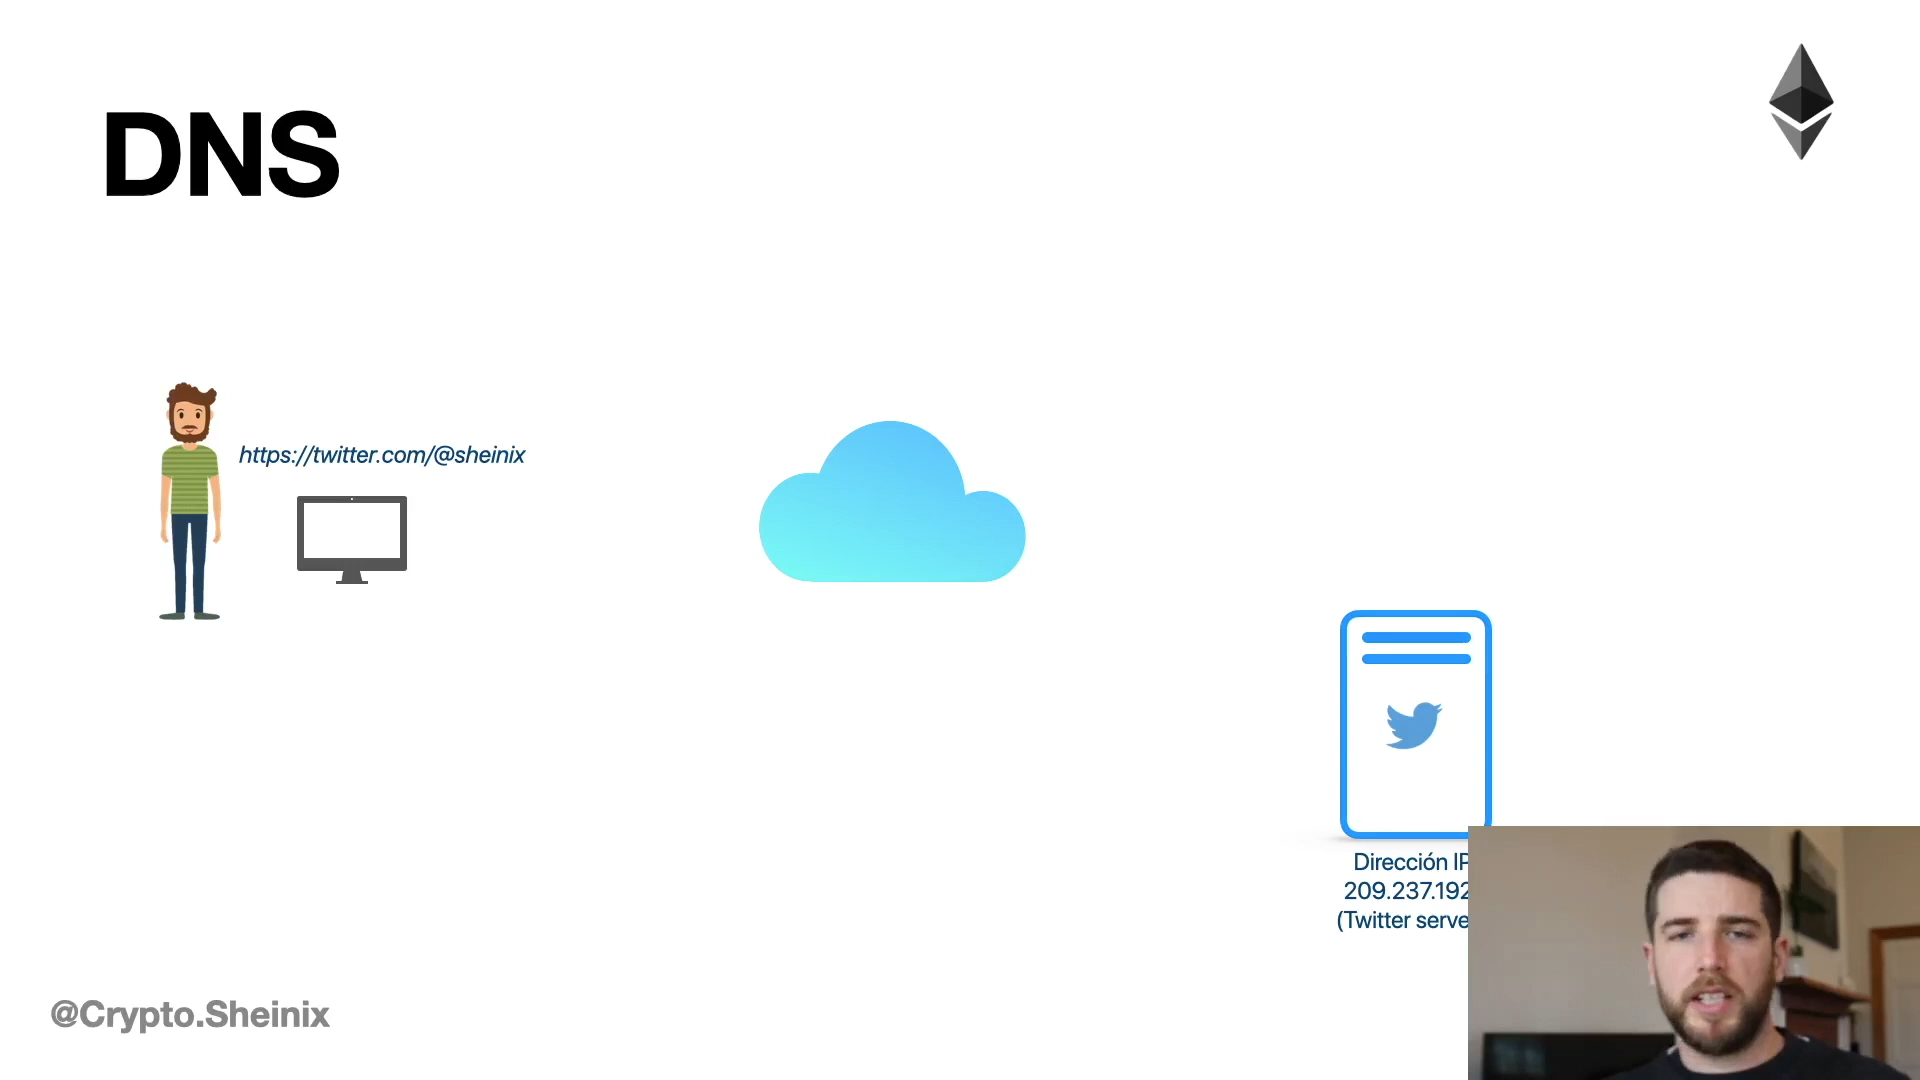 DNS
https://twitter.com/@sheinix
Dirección IP
209.237.192
(Twitter serve
@Crypto.Sheinix